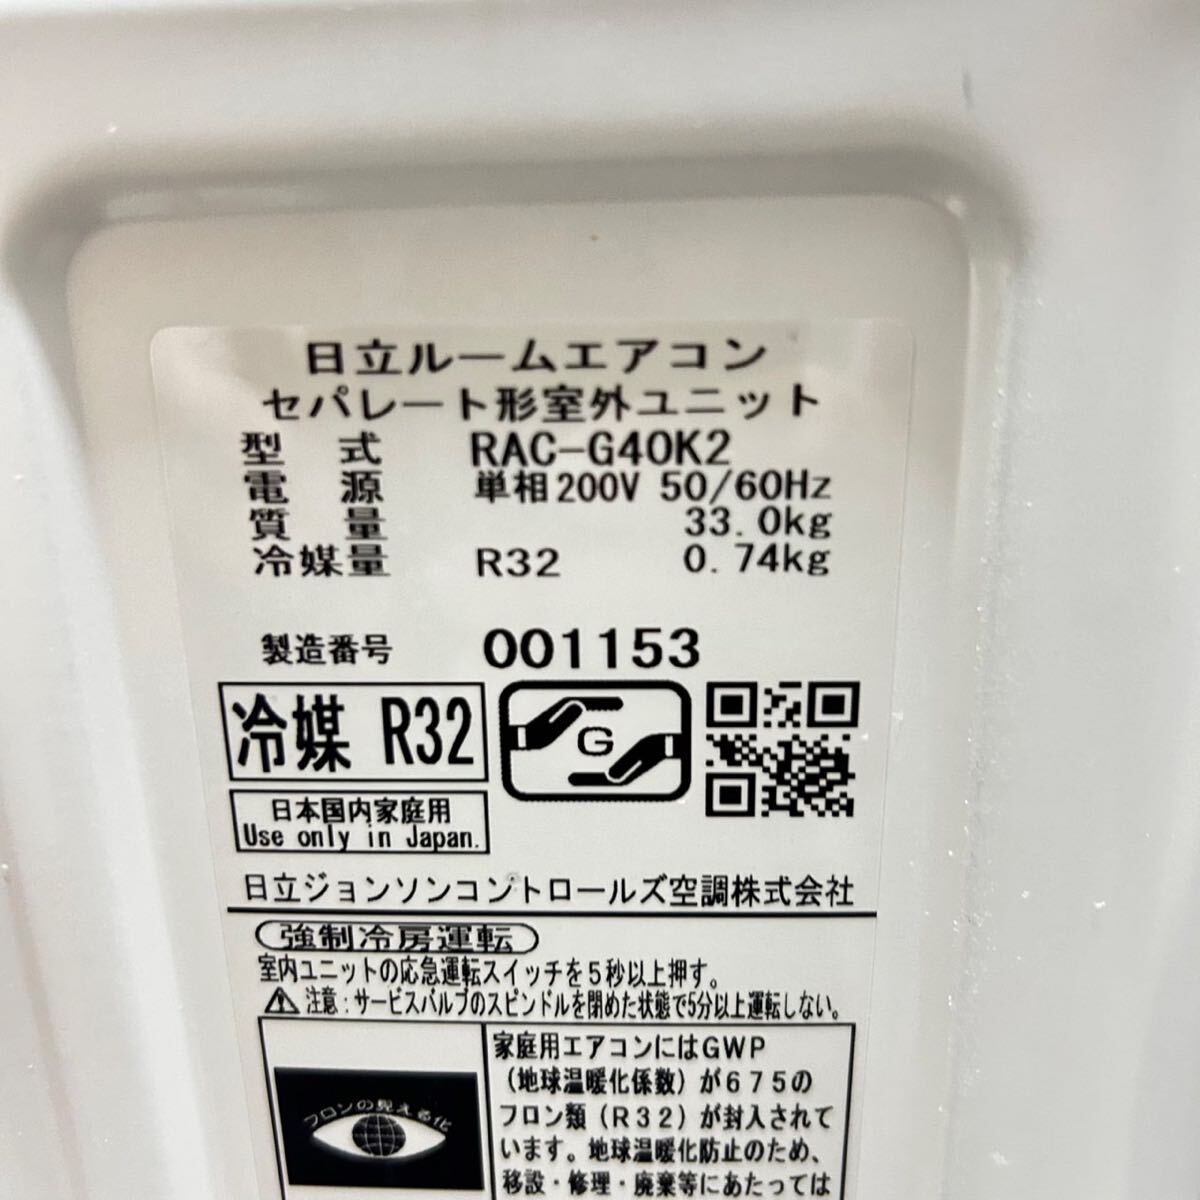 日立ルームエアコン
セパレート形室外ユニット
型式 RAC-G40K2
電源 単相200V 50/60Hz
質量 33.0kg
冷媒量 R32 0.74kg
製造番号 001153
冷媒 R32
G
日本国内家庭用
Use only in Japan.
日立ジョンソンコントロールズ空調株式会社
強制冷房運転
室内ユニットの応急運転スイッチを5秒以上押す。
注意:サービスバルブのスピンドルを閉めた状態で5分以上運転しない。
フロンの見える化
家庭用エアコンにはGWP
(地球温暖化係数)が675の
フロン類(R32)が封入されて
います。地球温暖化防止のため、
移設・修理・廃棄等にあたっては